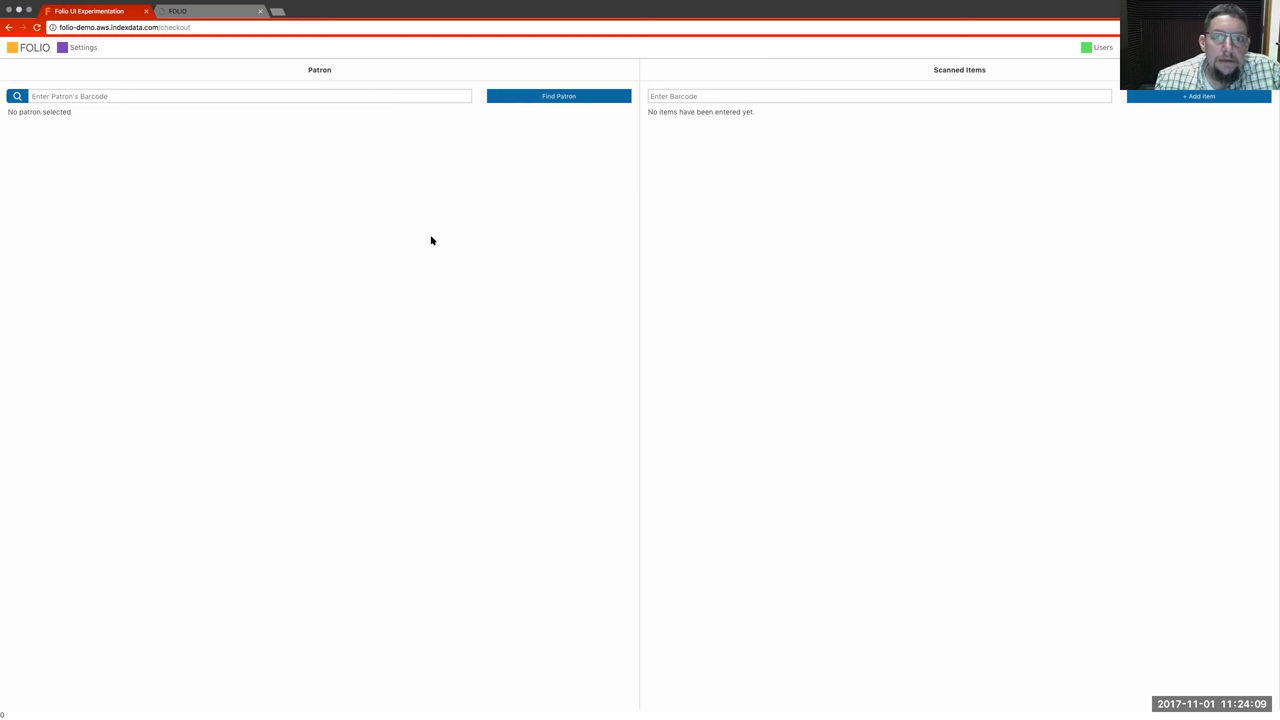 Folio UI Experimentation
FOLIO
folio-demo.aws.indexdata.com/checkout
FOLIO Settings Users
Patron
Scanned Items
Enter Patron's Barcode
Find Patron
Enter Barcode
+ Add item
No patron selected
No items have been entered yet.
2017-11-01 11:24:09
0